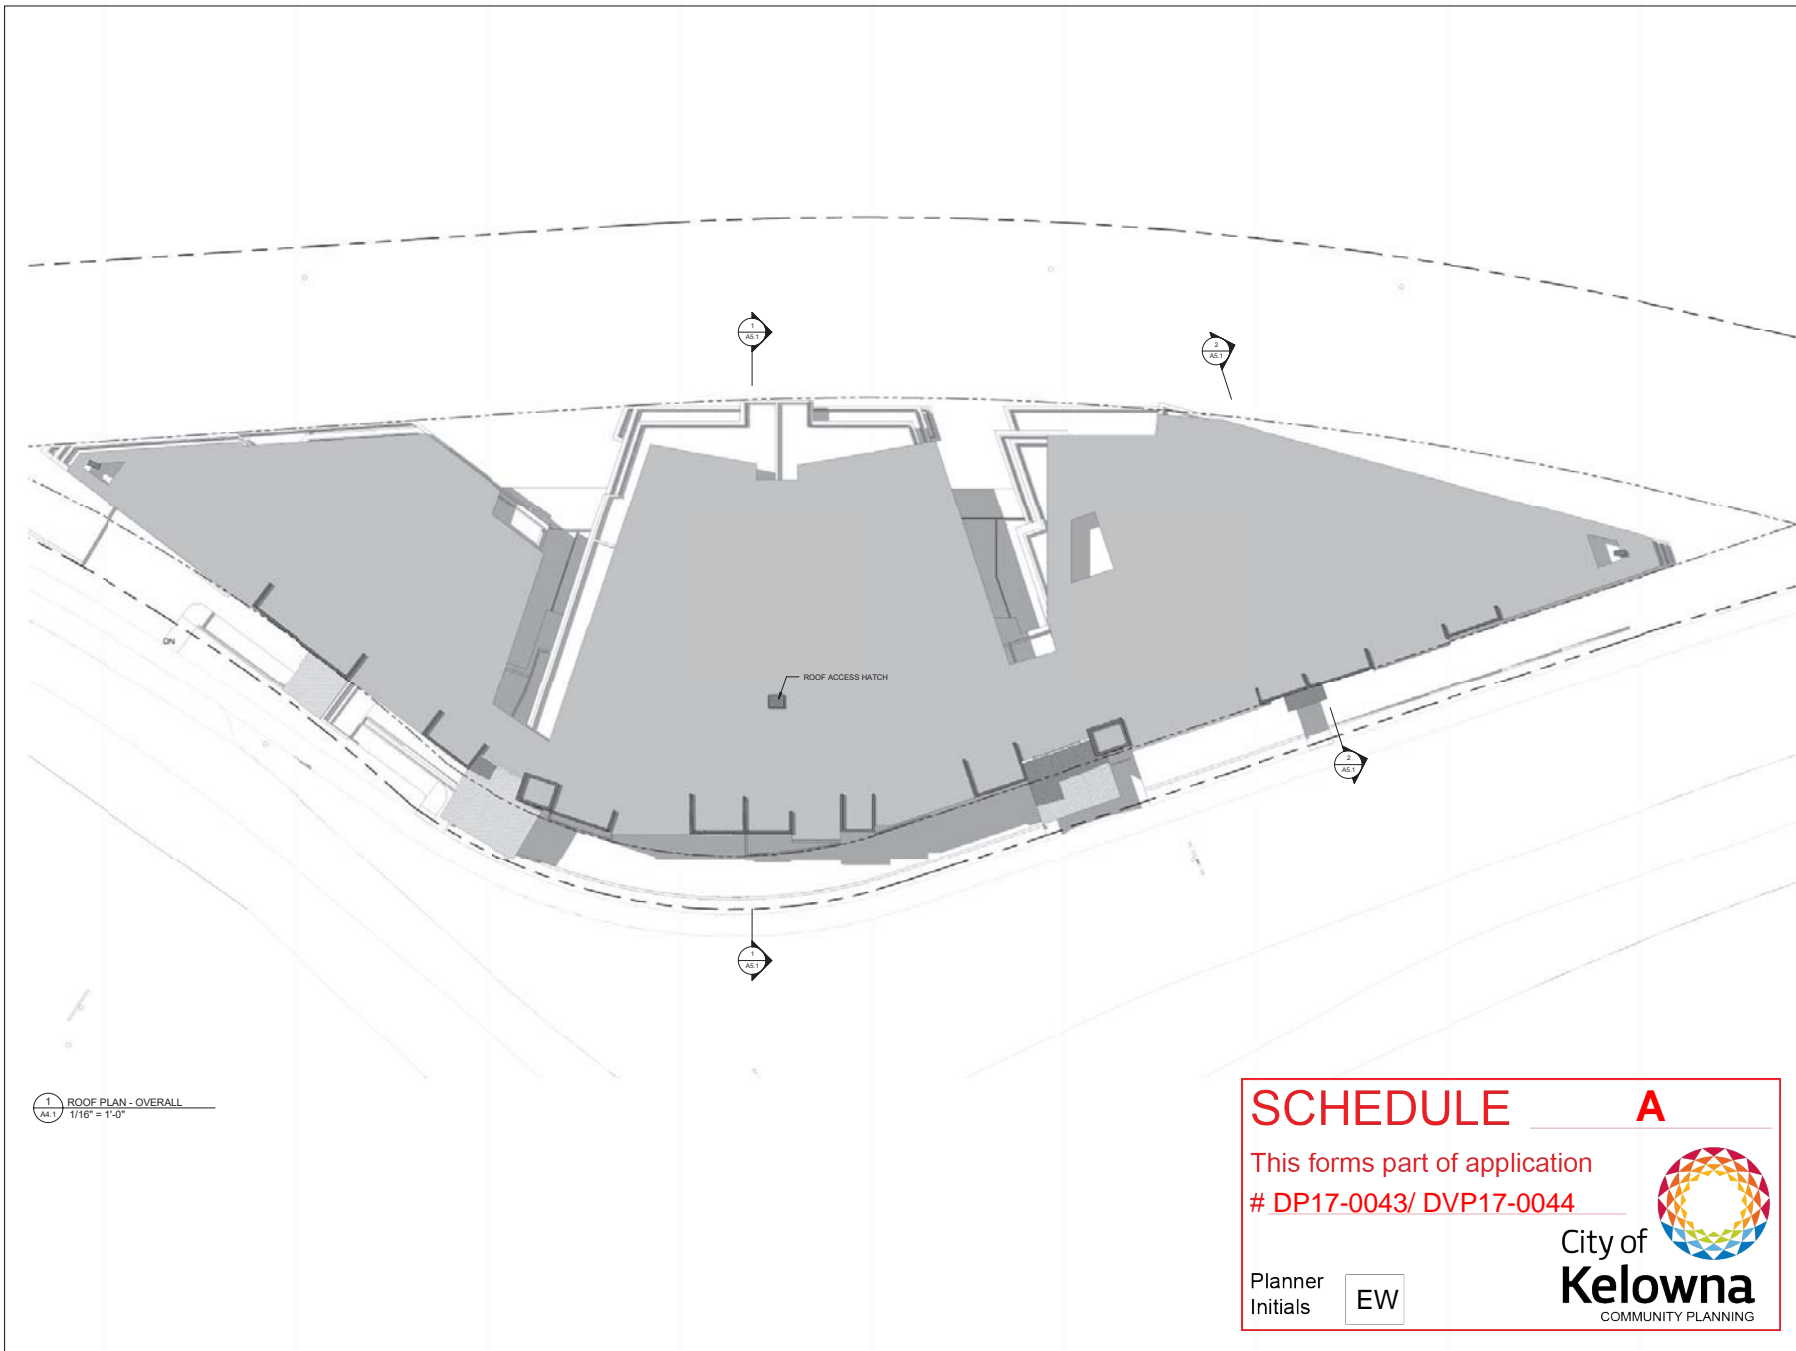 1
A5.1
2
A5.1
DN
ROOF ACCESS HATCH
2
A5.1
1
A5.1
1
A4.1
ROOF PLAN - OVERALL
1/16" = 1'-0"
SCHEDULE A
This forms part of application
# DP17-0043/ DVP17-0044
City of
Kelowna
COMMUNITY PLANNING
Planner
Initials
EW